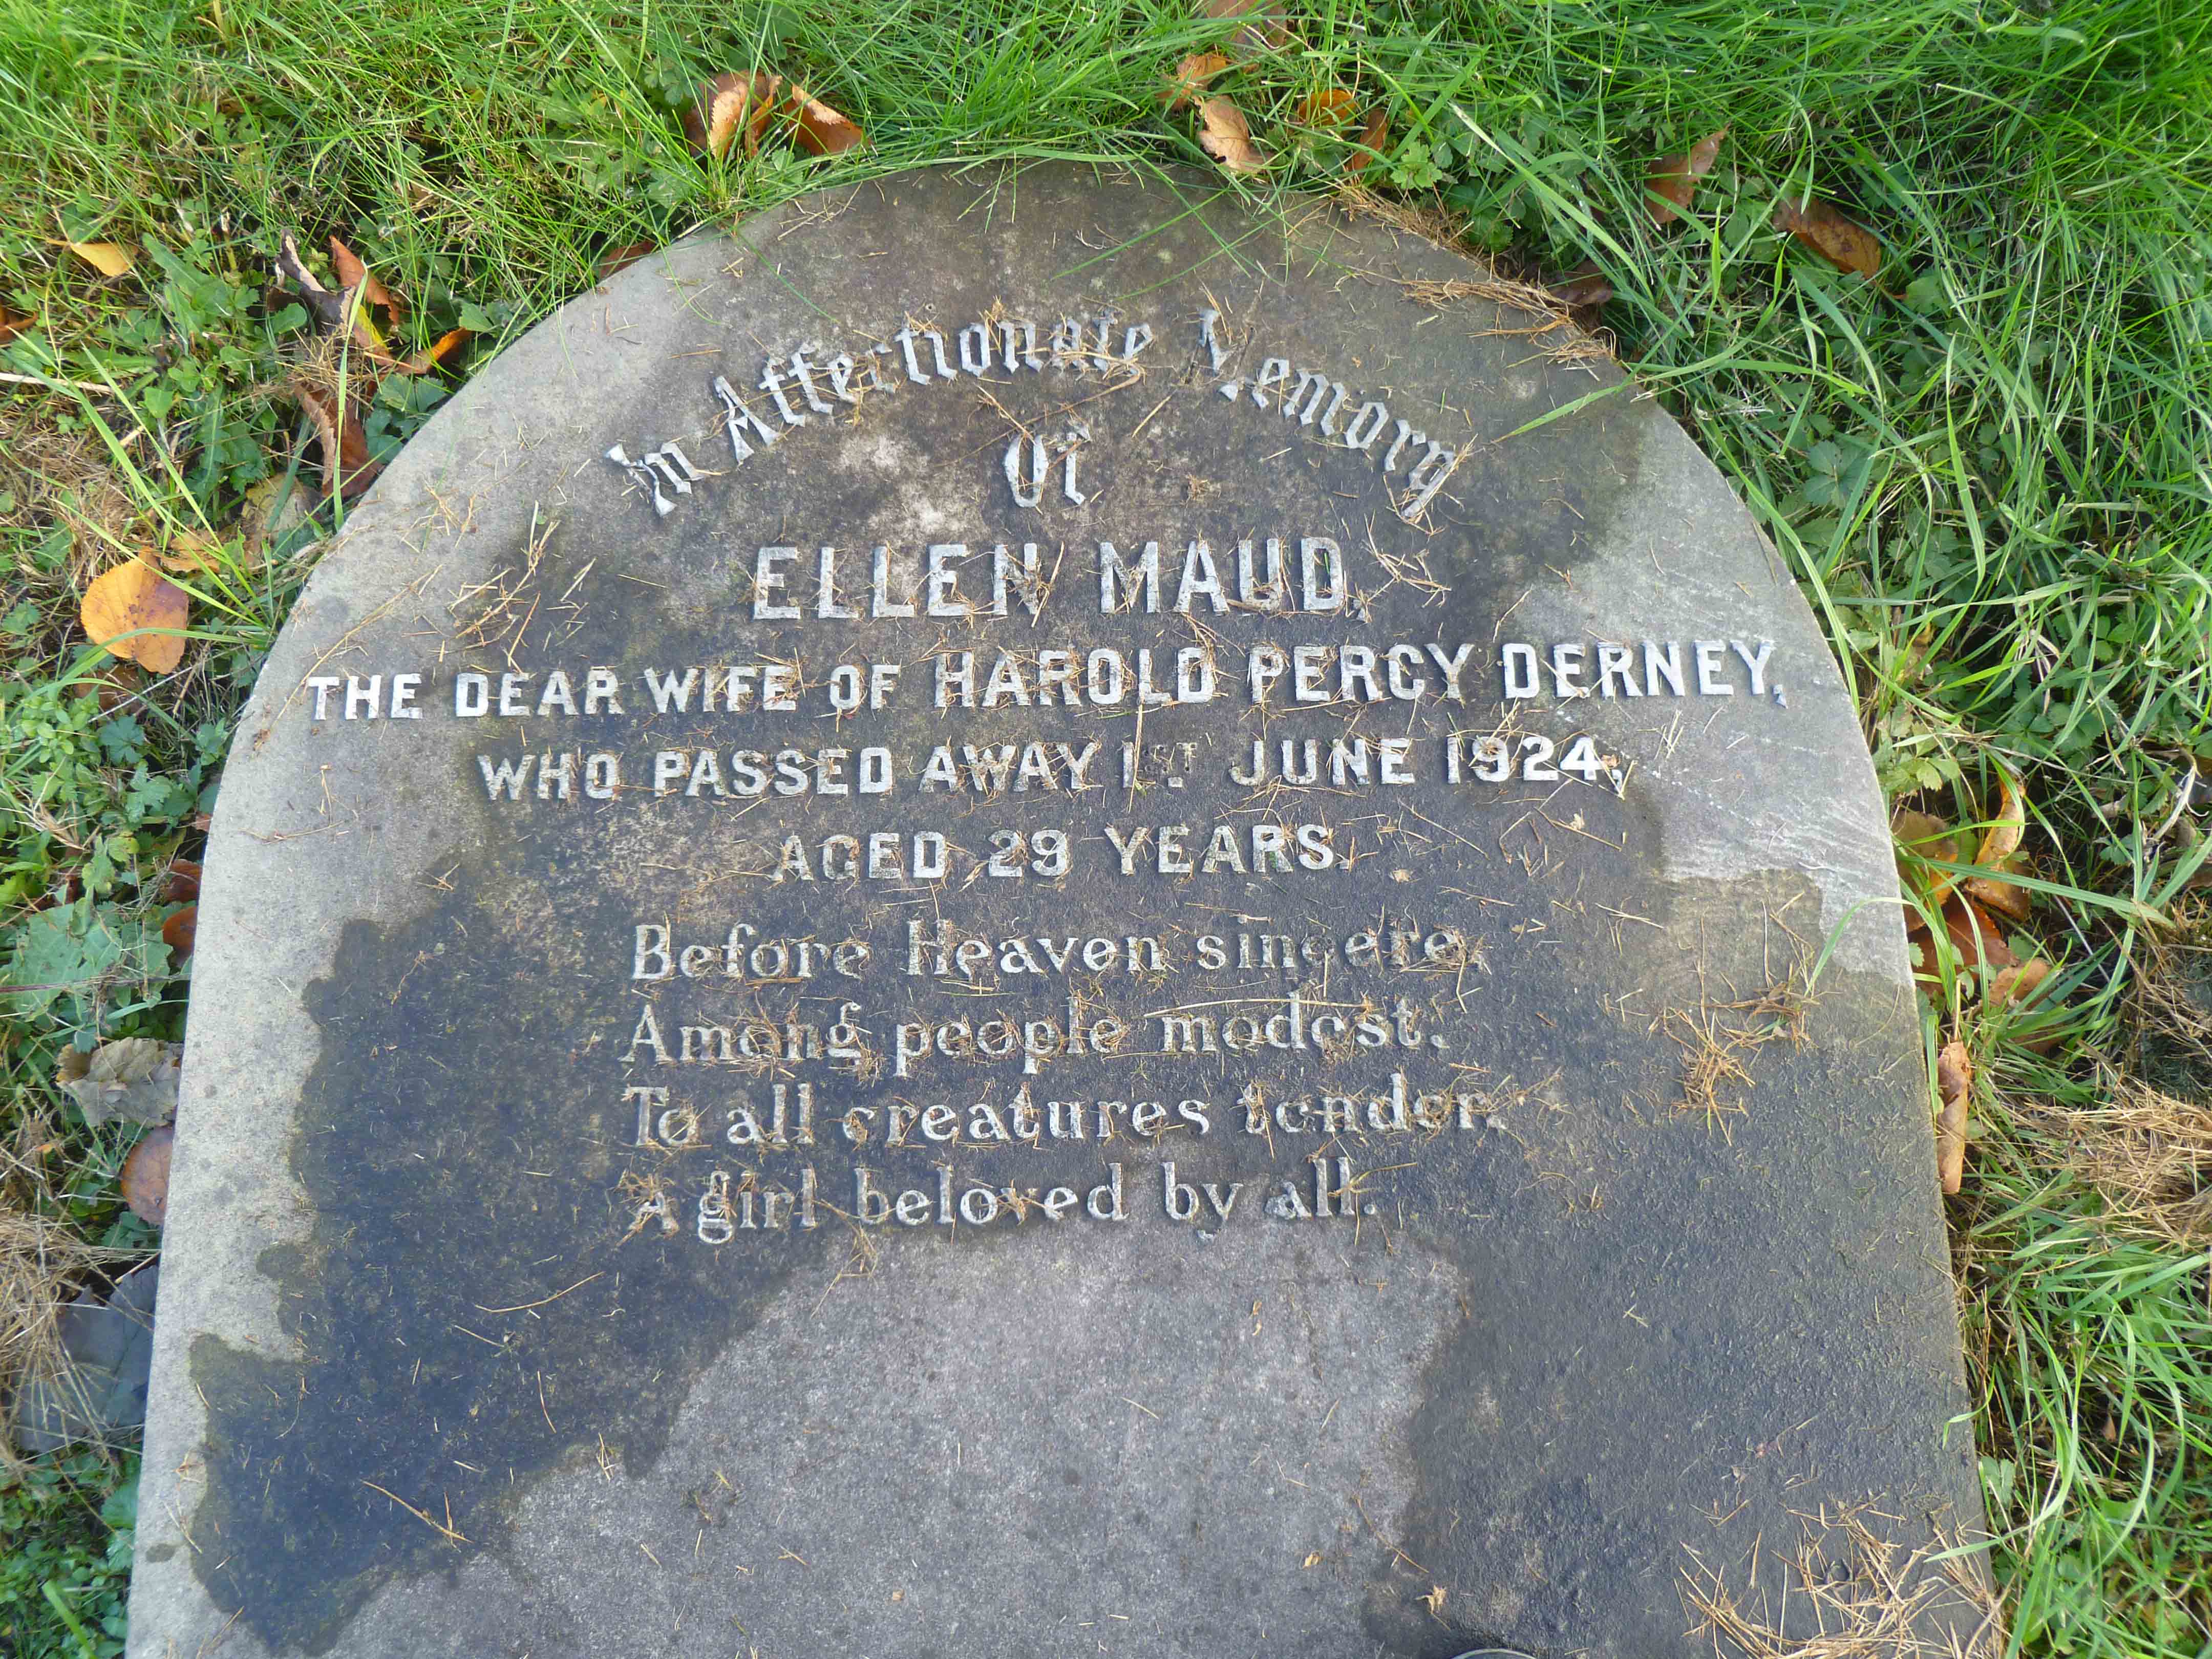 In Affectionate Memory
Of
ELLEN MAUD,
THE DEAR WIFE OF HAROLD PERCY DERNEY,
WHO PASSED AWAY 1ST JUNE 1924,
AGED 29 YEARS.
Before Heaven sincere,
Among people modest,
To all creatures tender,
A girl beloved by all.